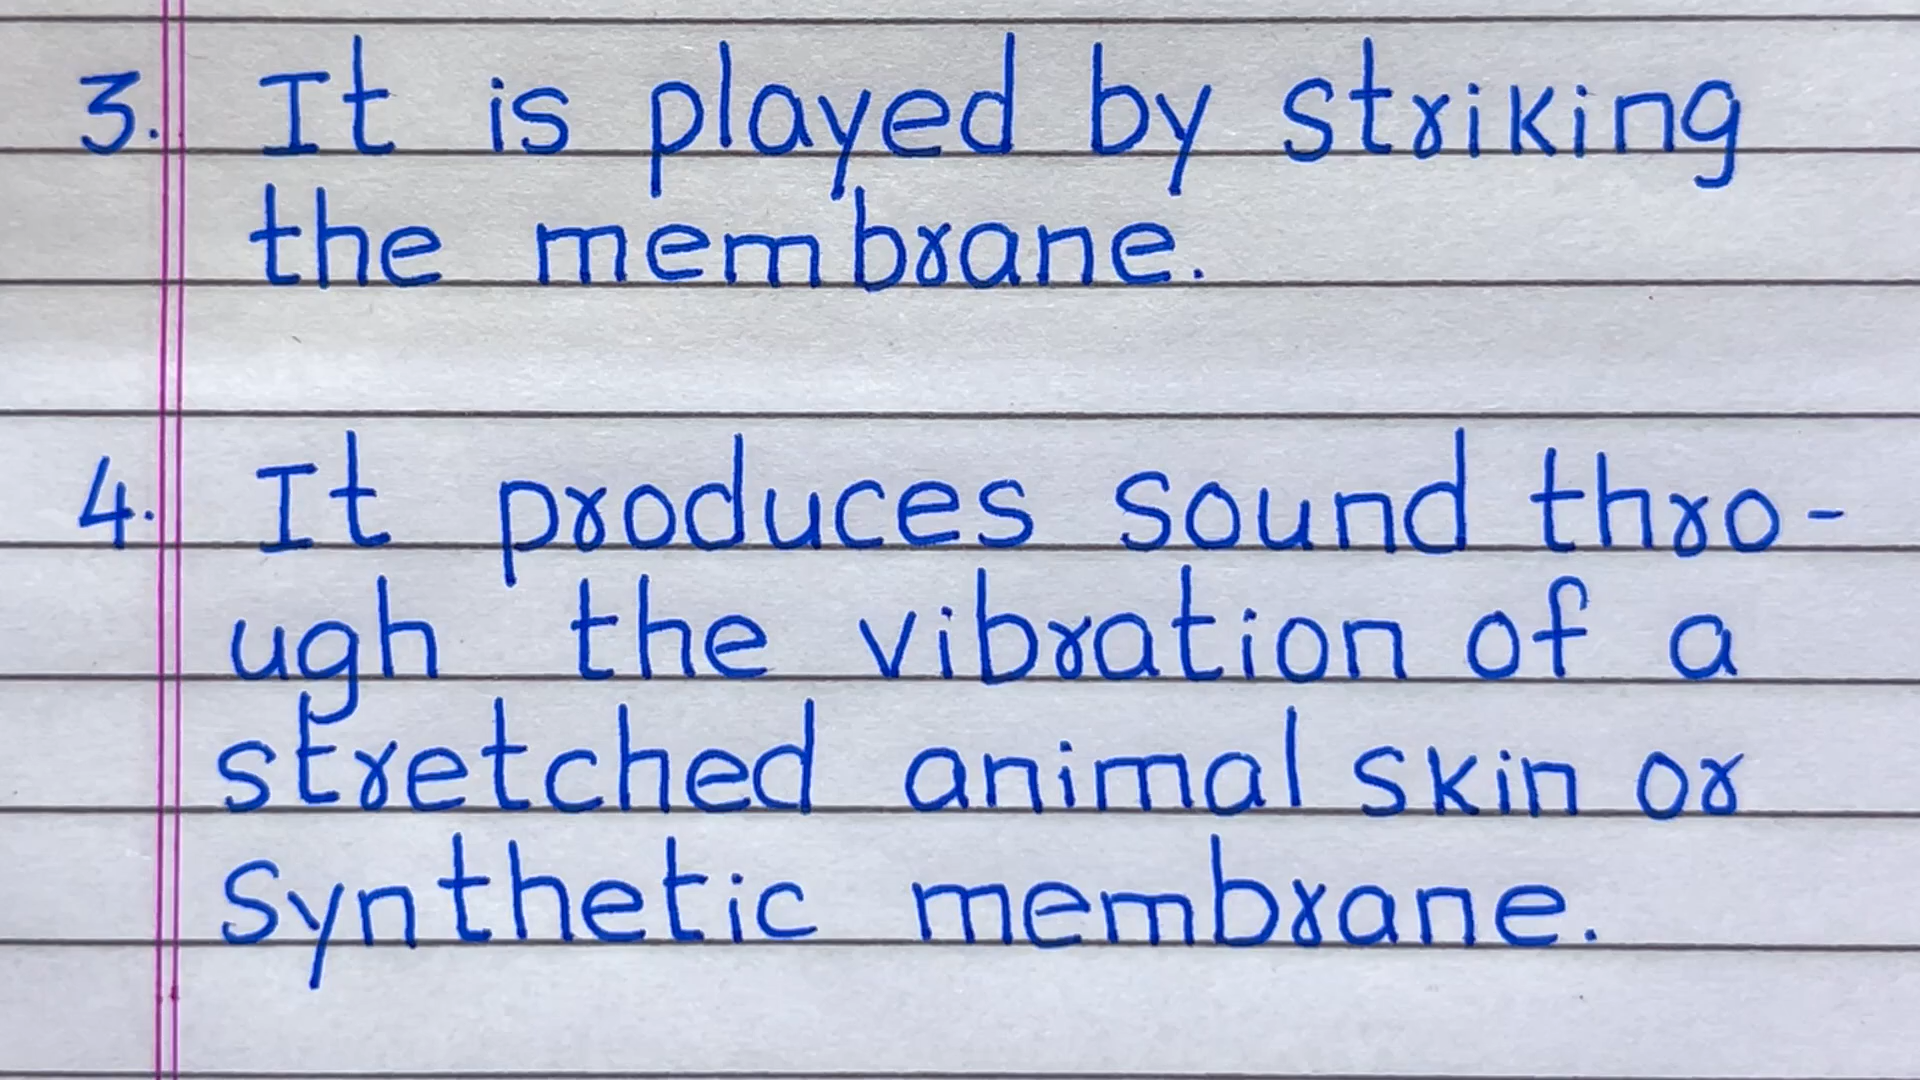 3. It is played by striking
the membrane.
4. It produces sound thro-
ugh the vibration of a
stretched animal skin or
Synthetic membrane.